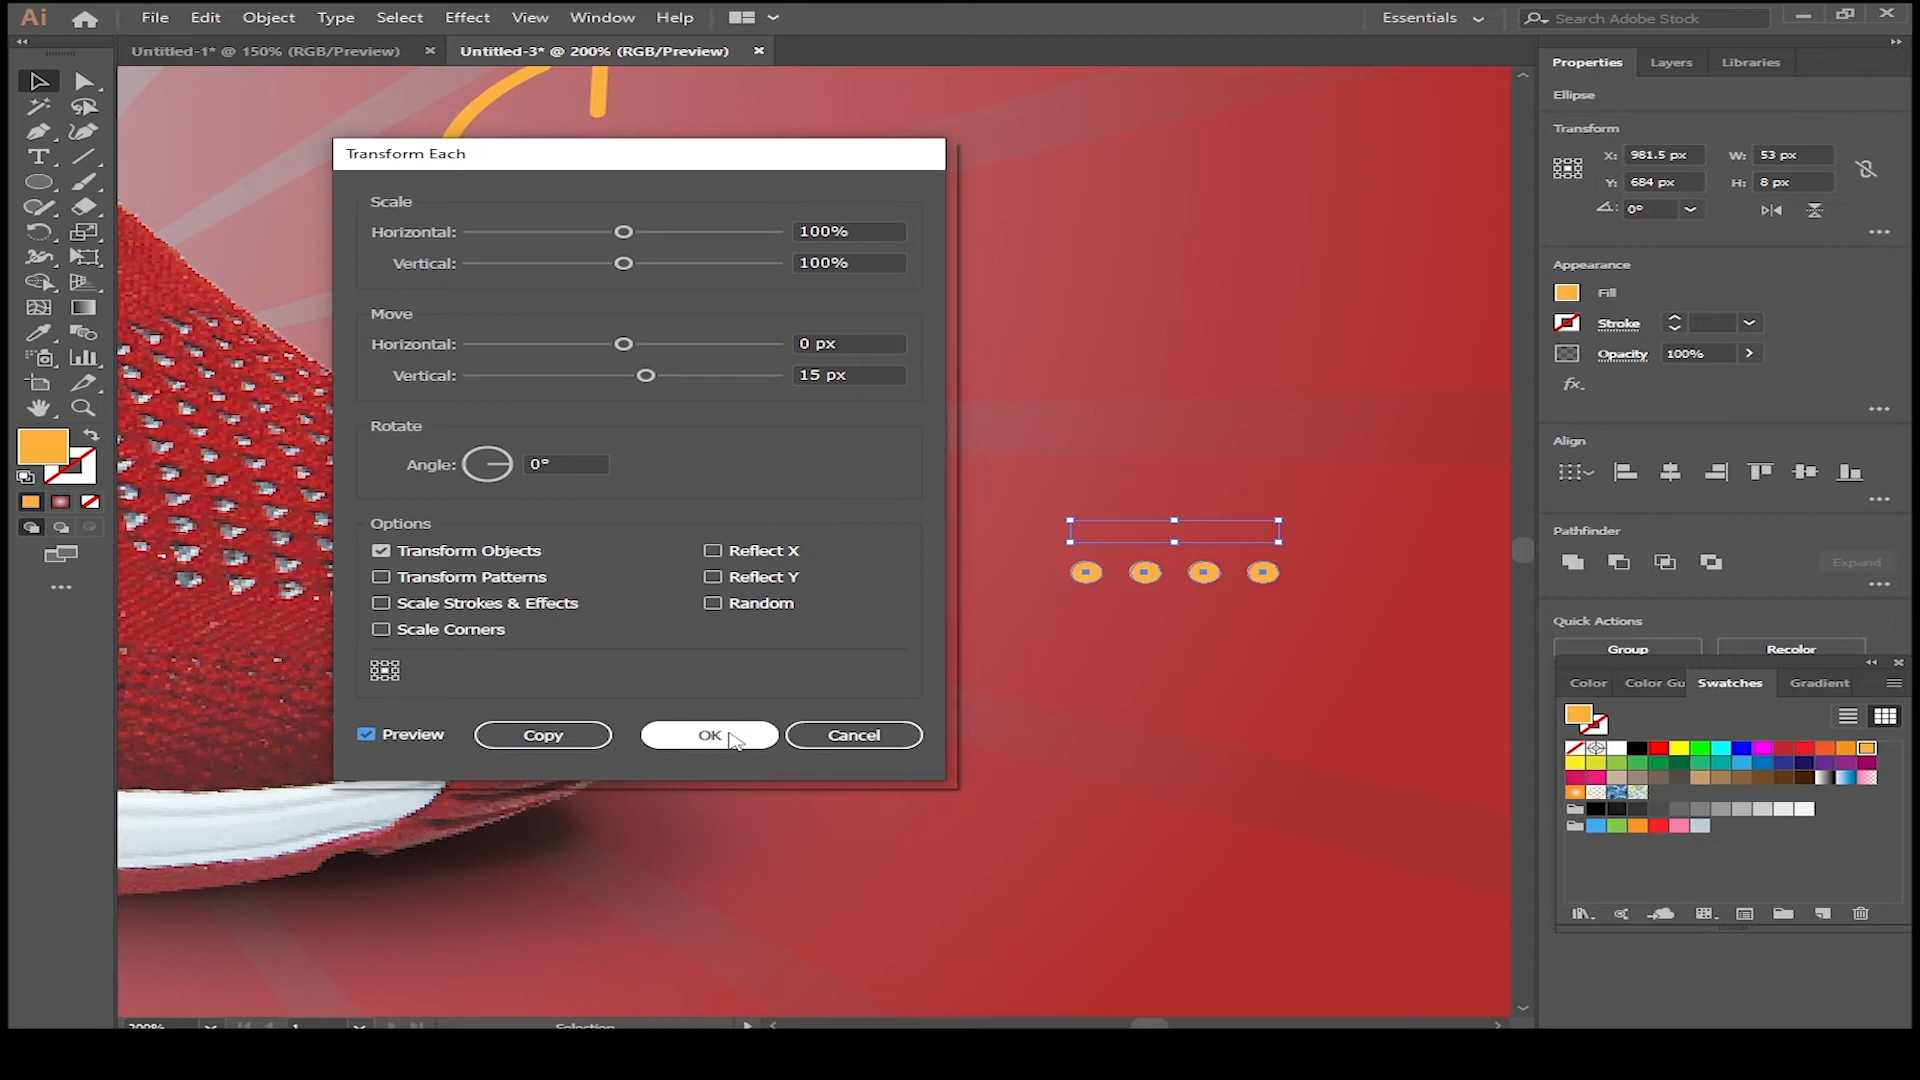 Ai File Edit Object Type Select Effect View Window Help Essentials Search Adobe Stock
Untitled-1* @ 150% (RGB/Preview) × Untitled-3* @ 200% (RGB/Preview) ×
Properties Layers Libraries
Ellipse
Transform
X: 981.5 px W: 53 px
Y: 684 px H: 8 px
0°
Appearance
Fill
Stroke
Opacity 100%
fx.
Align
Pathfinder
Expand
Quick Actions
Group Recolor
Color Color Gu Swatches Gradient
Transform Each
Scale
Horizontal: 100%
Vertical: 100%
Move
Horizontal: 0 px
Vertical: 15 px
Rotate
Angle: 0°
Options
Transform Objects Reflect X
Transform Patterns Reflect Y
Scale Strokes & Effects Random
Scale Corners
Preview Copy OK Cancel
200% 1 Selection